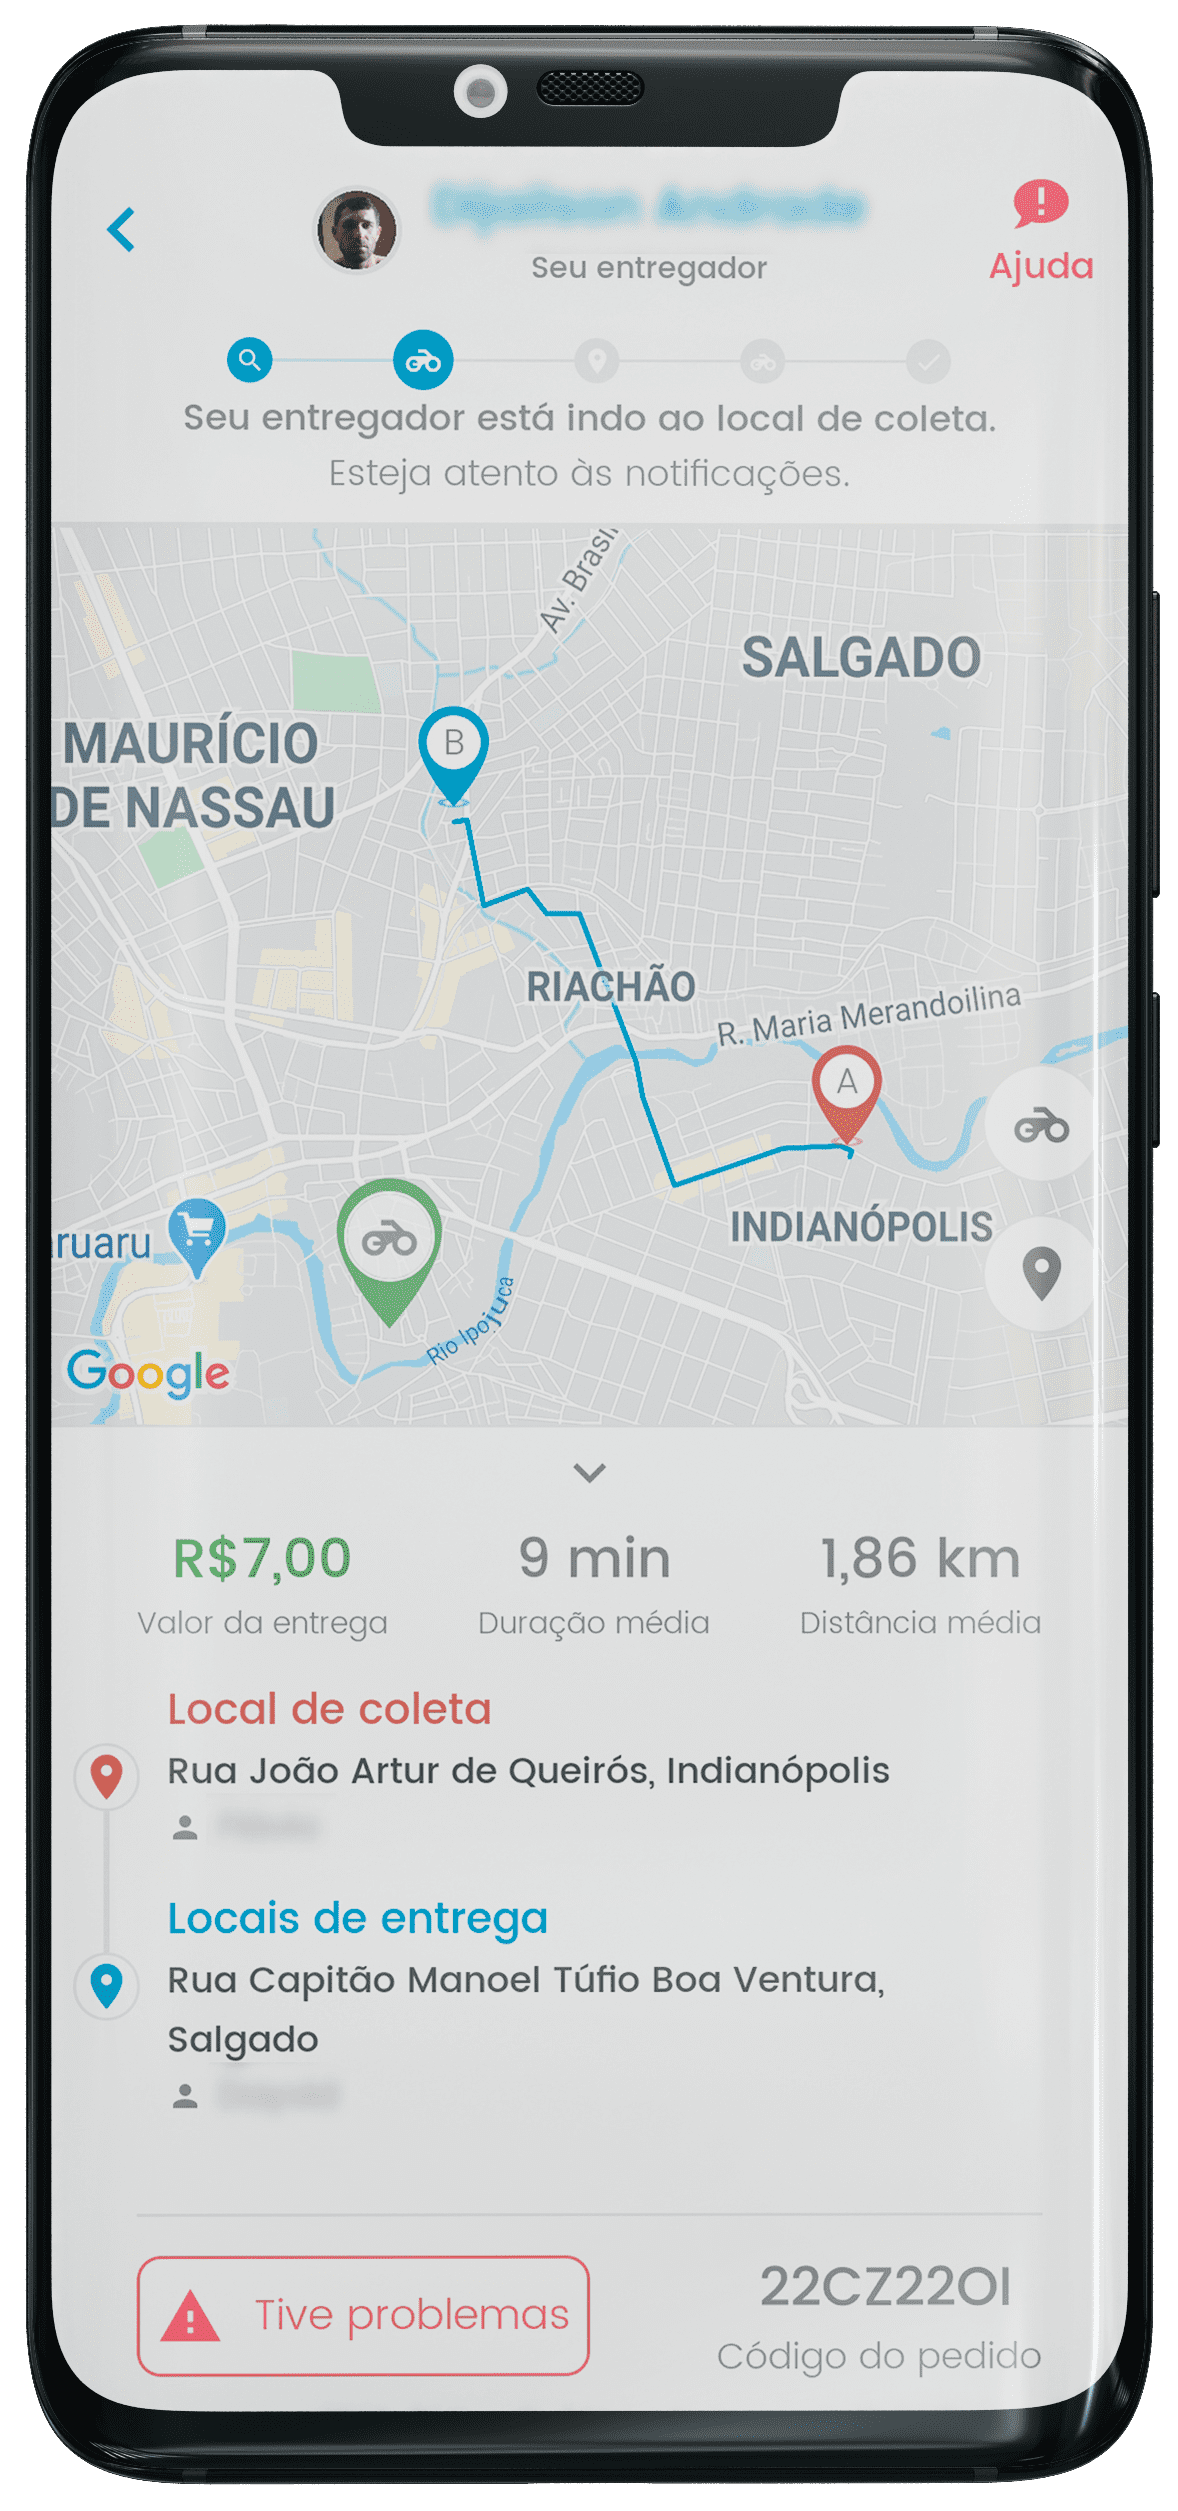 Seu entregador
Ajuda
Seu entregador está indo ao local de coleta.
Esteja atento às notificações.
Av. Brasil
SALGADO
MAURÍCIO
DE NASSAU
B
RIACHÃO
R. Maria Merandoilina
A
INDIANÓPOLIS
ruaru
Rio Ipojuca
Google
R$7,00 9 min 1,86 km
Valor da entrega Duração média Distância média
Local de coleta
Rua João Artur de Queirós, Indianópolis
Locais de entrega
Rua Capitão Manoel Túfio Boa Ventura,
Salgado
Tive problemas
22CZ22OI
Código do pedido